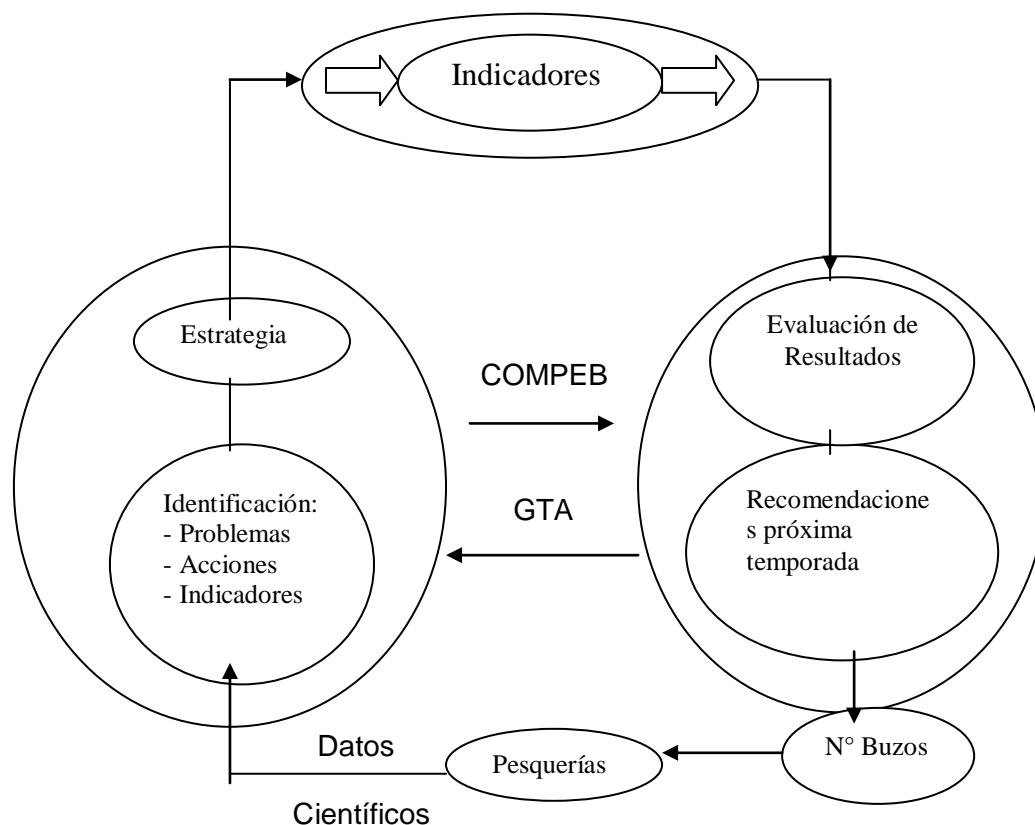 Indicadores
Estrategia
Evaluación de
Resultados
COMPEB
GTA
Identificación:
- Problemas
- Acciones
- Indicadores
Recomendacione
s próxima
temporada
N° Buzos
Pesquerías
Datos
Científicos